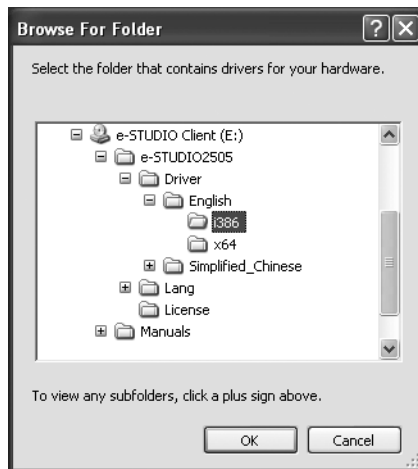 Browse For Folder
Select the folder that contains drivers for your hardware.
e-STUDIO Client (E:)
e-STUDIO2505
Driver
English
i386
x64
Simplified_Chinese
Lang
License
Manuals
To view any subfolders, click a plus sign above.
OK
Cancel